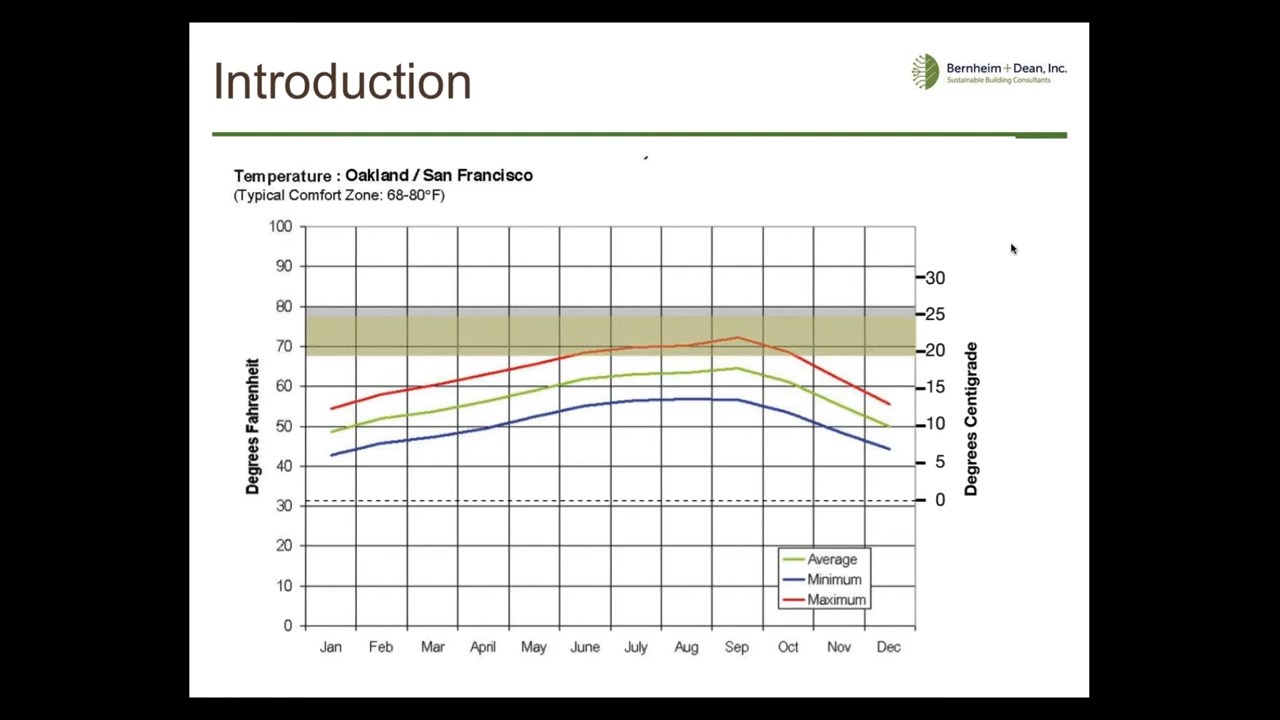 Introduction
Bernheim+Dean, Inc.
Sustainable Building Consultants
Temperature : Oakland / San Francisco
(Typical Comfort Zone: 68-80°F)
100
90
80
70
60
50
40
30
20
10
0
Degrees Fahrenheit
30
25
20
15
10
5
0
Degrees Centigrade
Average
Minimum
Maximum
Jan Feb Mar April May June July Aug Sep Oct Nov Dec